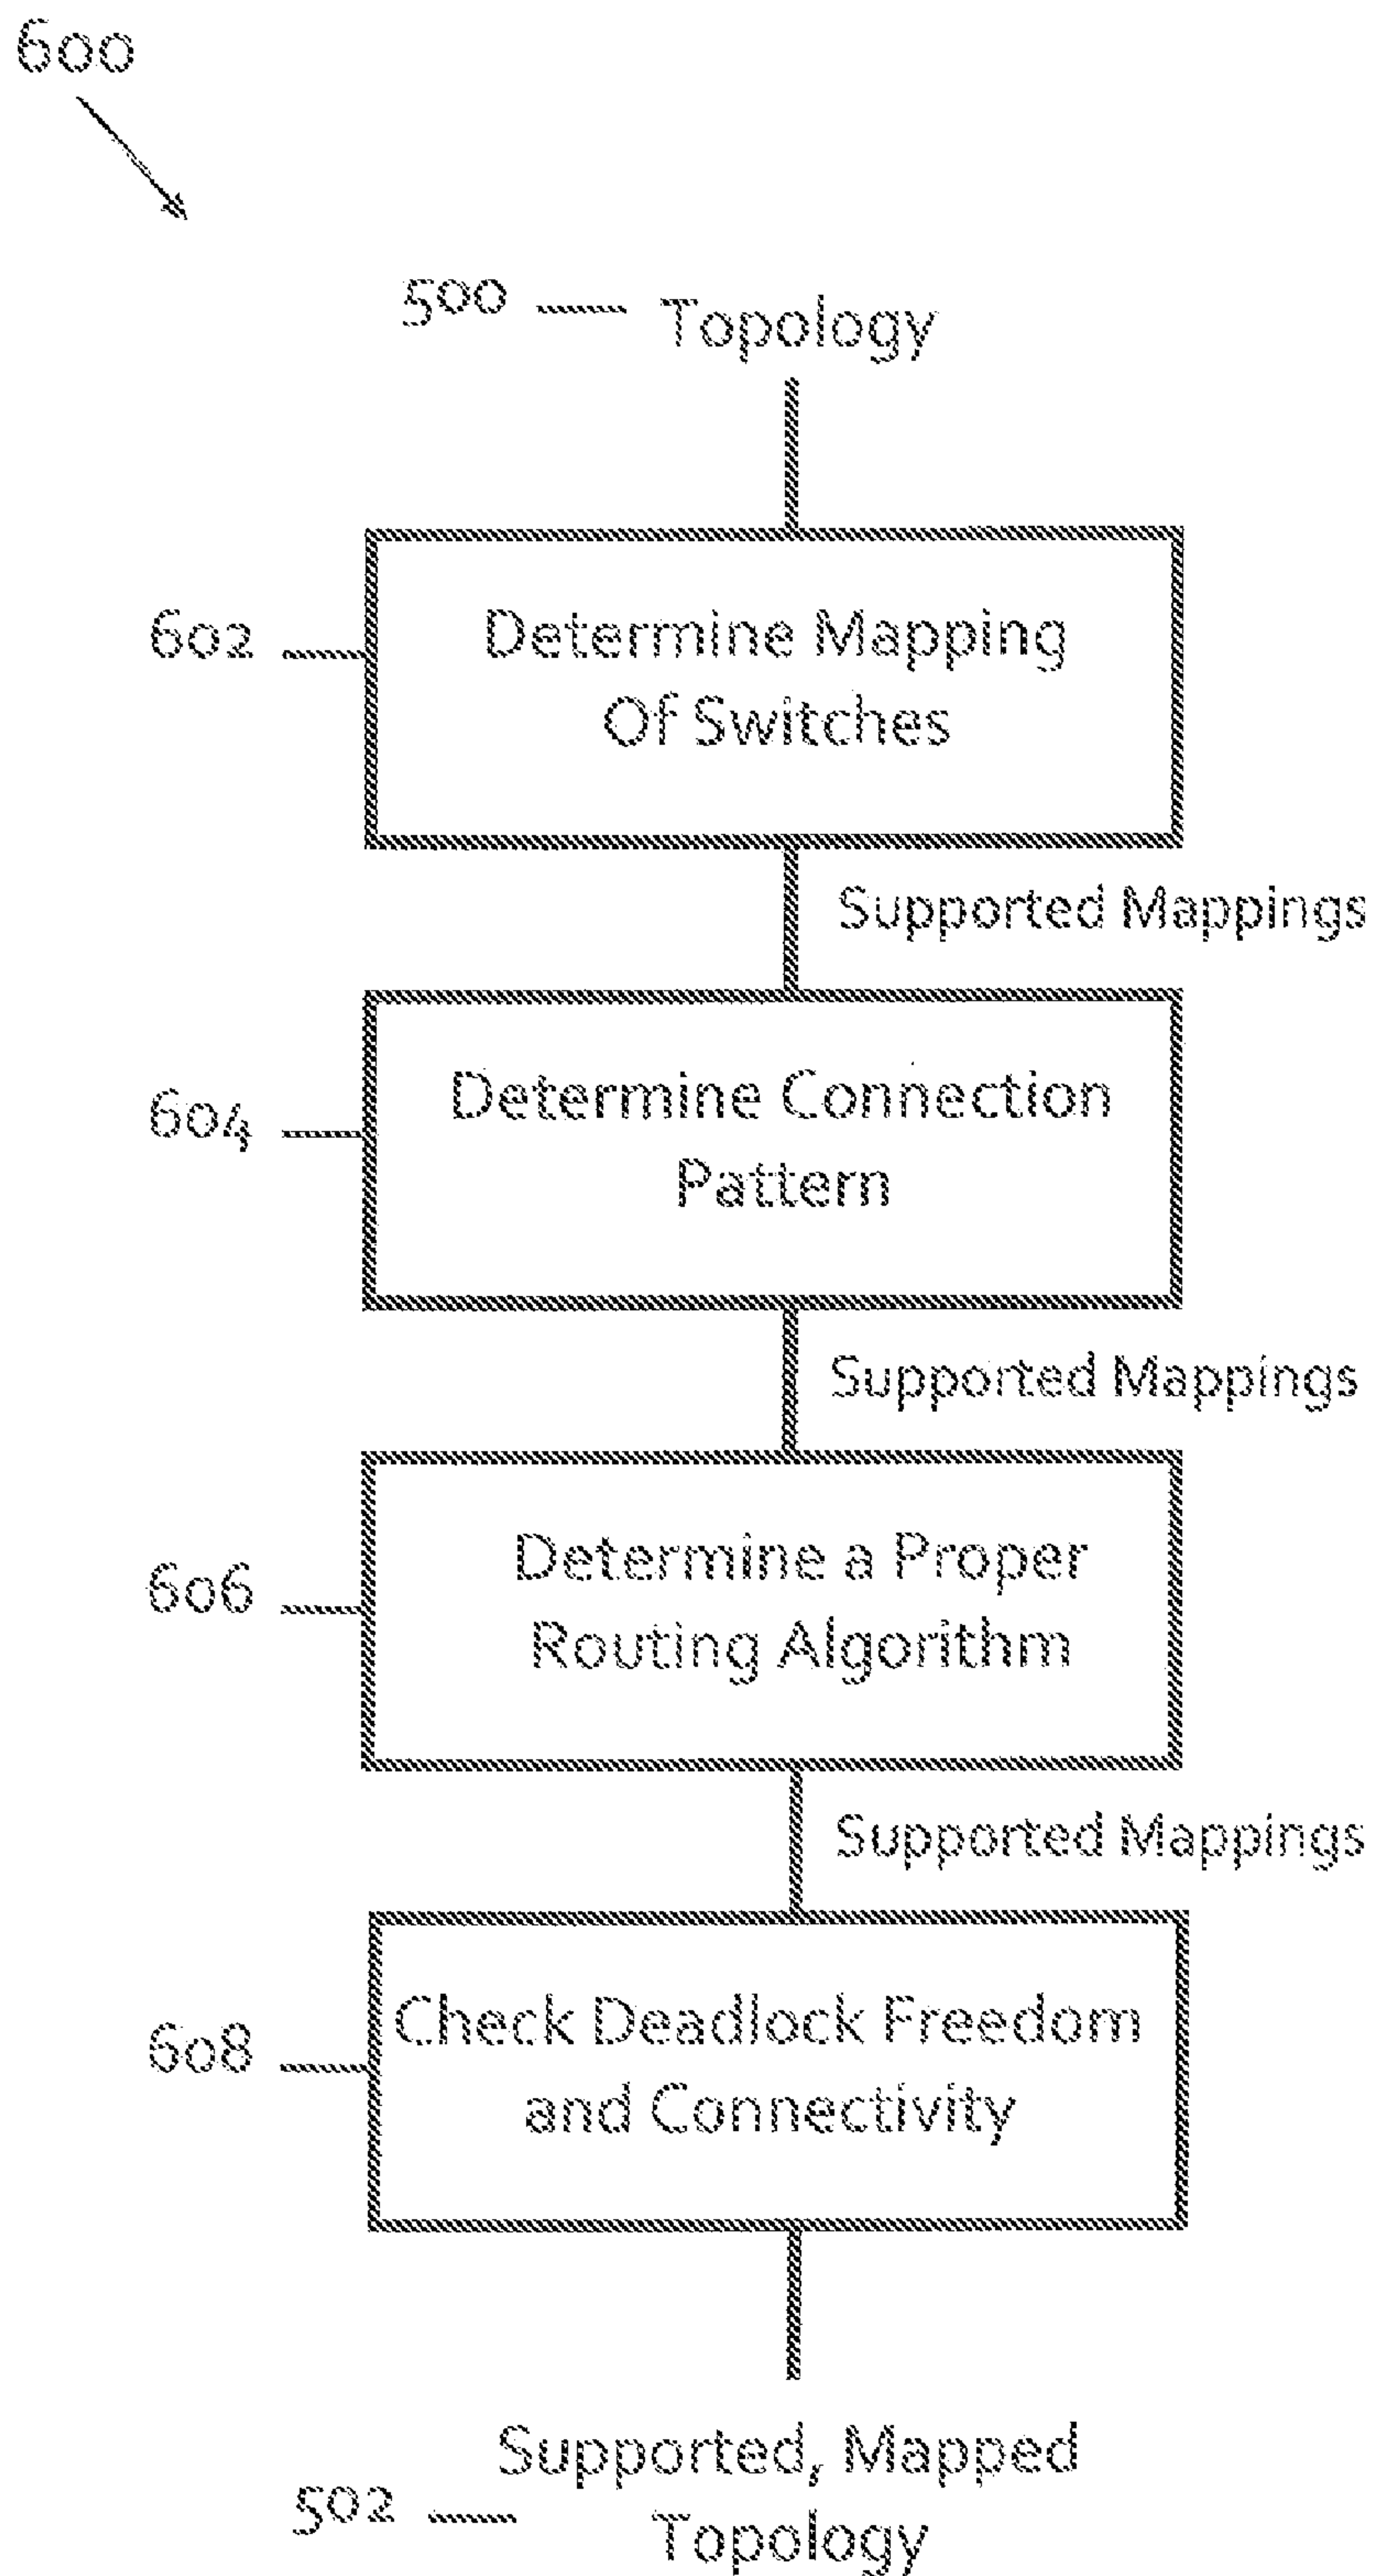 600
500 Topology
602
Determine Mapping
Of Switches
Supported Mappings
604
Determine Connection
Pattern
Supported Mappings
606
Determine a Proper
Routing Algorithm
Supported Mappings
608
Check Deadlock Freedom
and Connectivity
Supported, Mapped
502
Topology